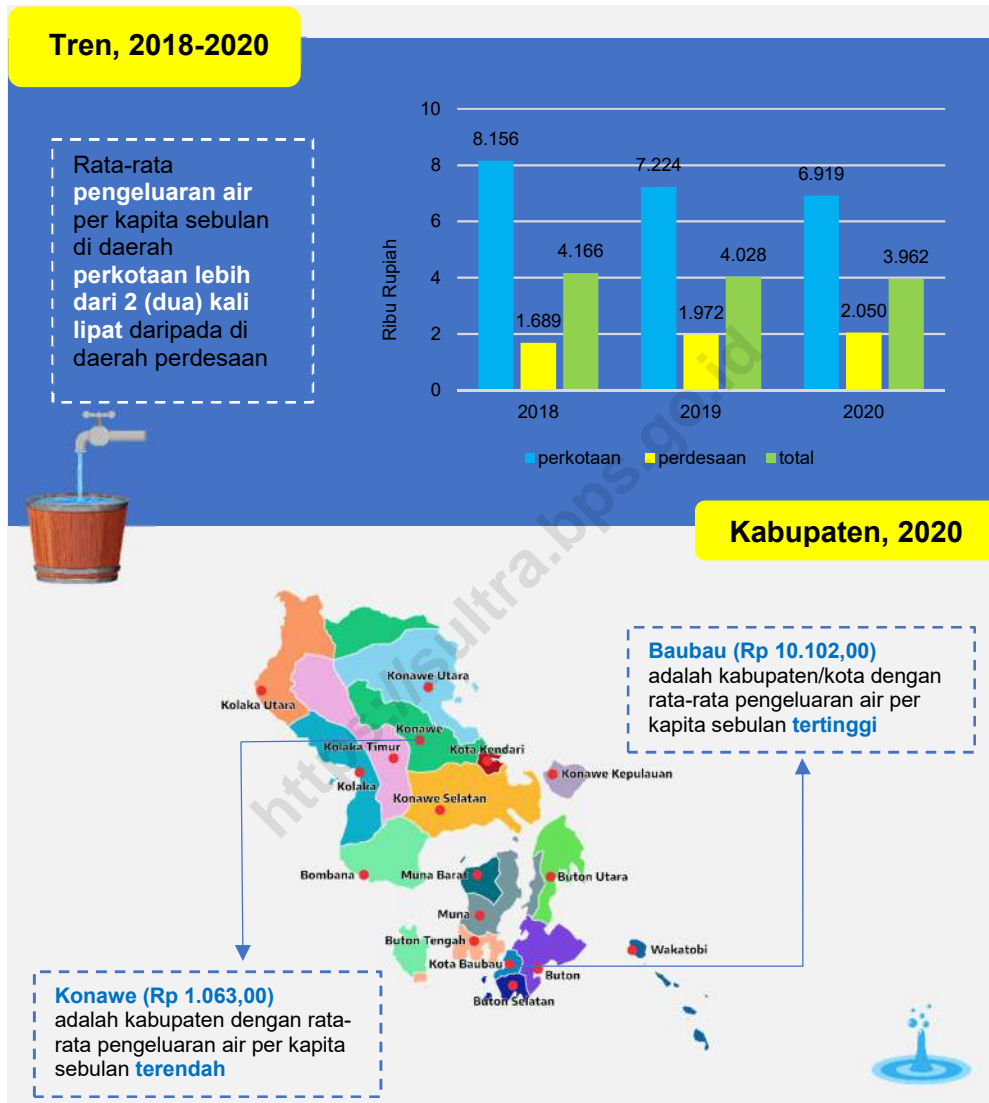 Tren, 2018-2020
Rata-rata
pengeluaran air
per kapita sebulan
di daerah
perkotaan lebih
dari 2 (dua) kali
lipat daripada di
daerah perdesaan
Ribu Rupiah
10
8
6
4
2
0
8.156
1.689
4.166
7.224
1.972
4.028
6.919
2.050
3.962
2018
2019
2020
perkotaan perdesaan total
Kabupaten, 2020
Baubau (Rp 10.102,00)
adalah kabupaten/kota dengan
rata-rata pengeluaran air per
kapita sebulan tertinggi
Konawe Utara
Kolaka Utara
Konawe
Kolaka Timur
Kota Kendari
Konawe Kepulauan
Kolaka
Konawe Selatan
Bombana
Muna Barat
Buton Utara
Muna
Buton Tengah
Wakatobi
Kota Baubau
Buton
Buton Selatan
Konawe (Rp 1.063,00)
adalah kabupaten dengan rata-
rata pengeluaran air per kapita
sebulan terendah
https://sultra.bps.go.id